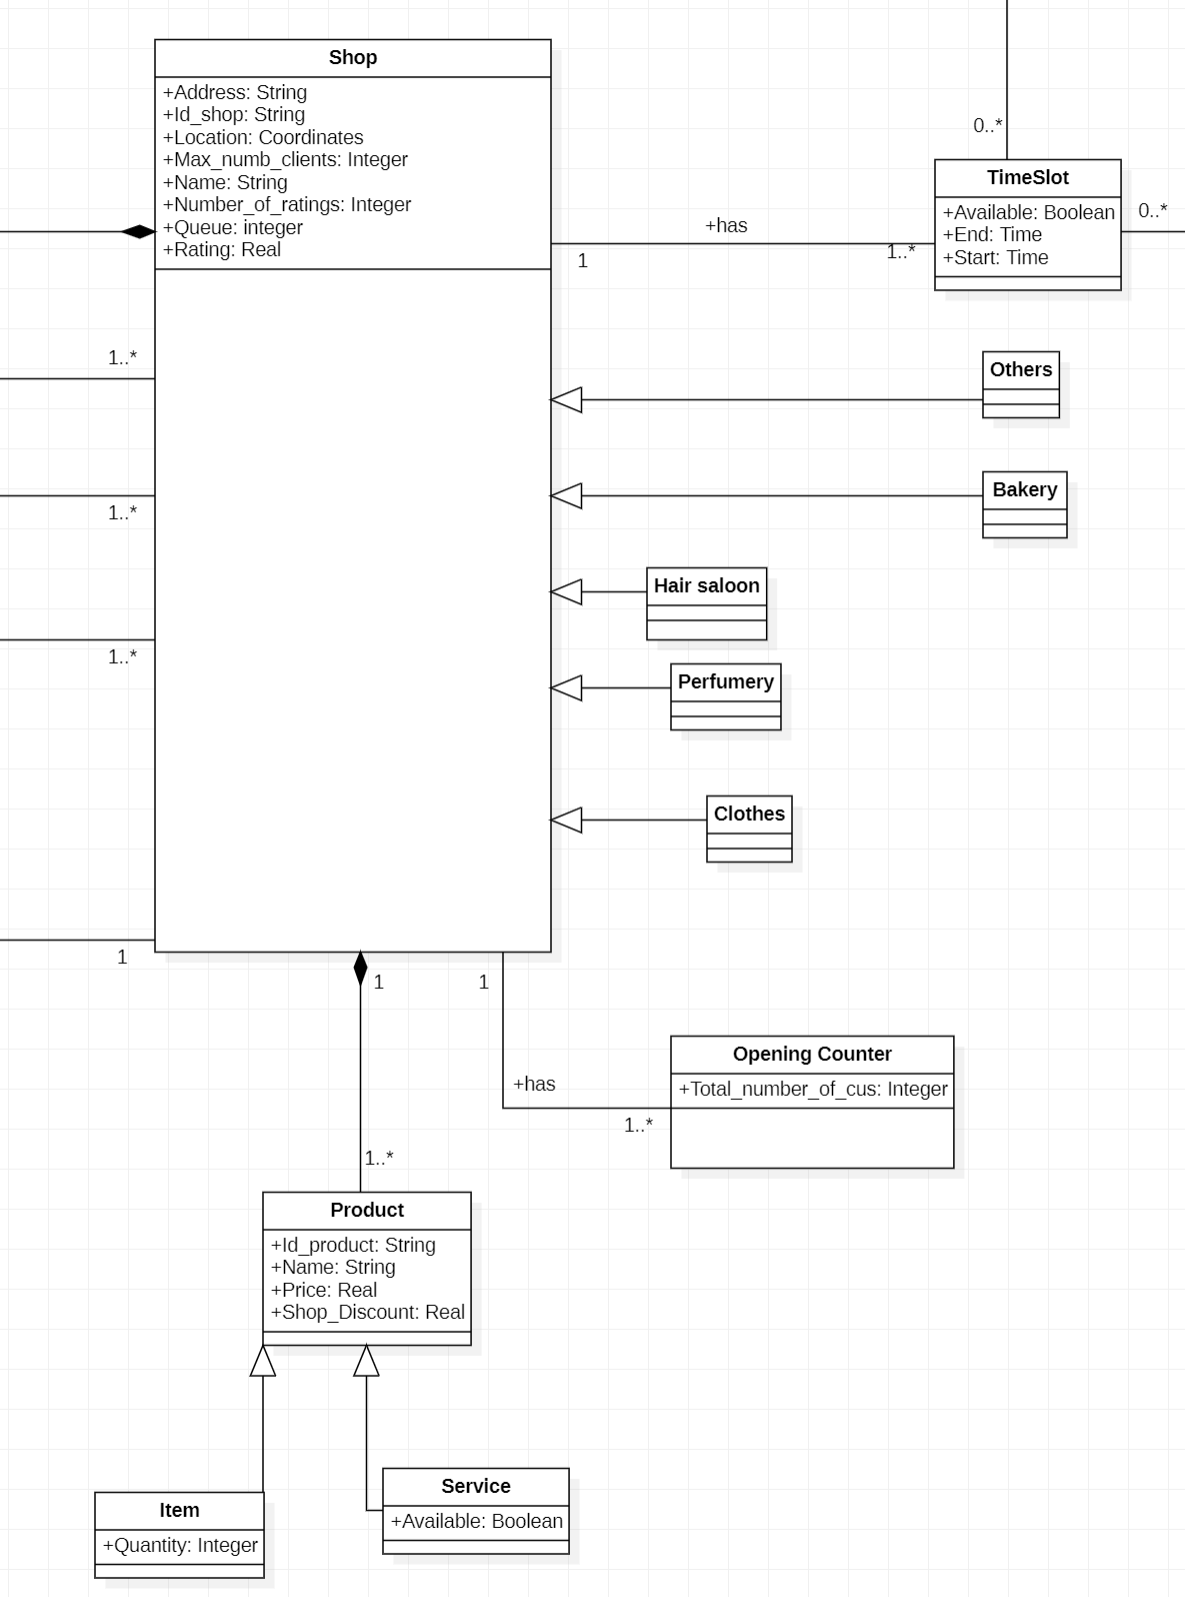 Shop
+Address: String
+Id_shop: String
+Location: Coordinates
+Max_numb_clients: Integer
+Name: String
+Number_of_ratings: Integer
+Queue: integer
+Rating: Real
0..*
TimeSlot
+Available: Boolean
+End: Time
+Start: Time
0..*
+has
1
1..*
1..*
Others
1..*
Bakery
Hair saloon
1..*
Perfumery
Clothes
1
1
1
Opening Counter
+Total_number_of_cus: Integer
+has
1..*
1..*
Product
+Id_product: String
+Name: String
+Price: Real
+Shop_Discount: Real
Item
+Quantity: Integer
Service
+Available: Boolean